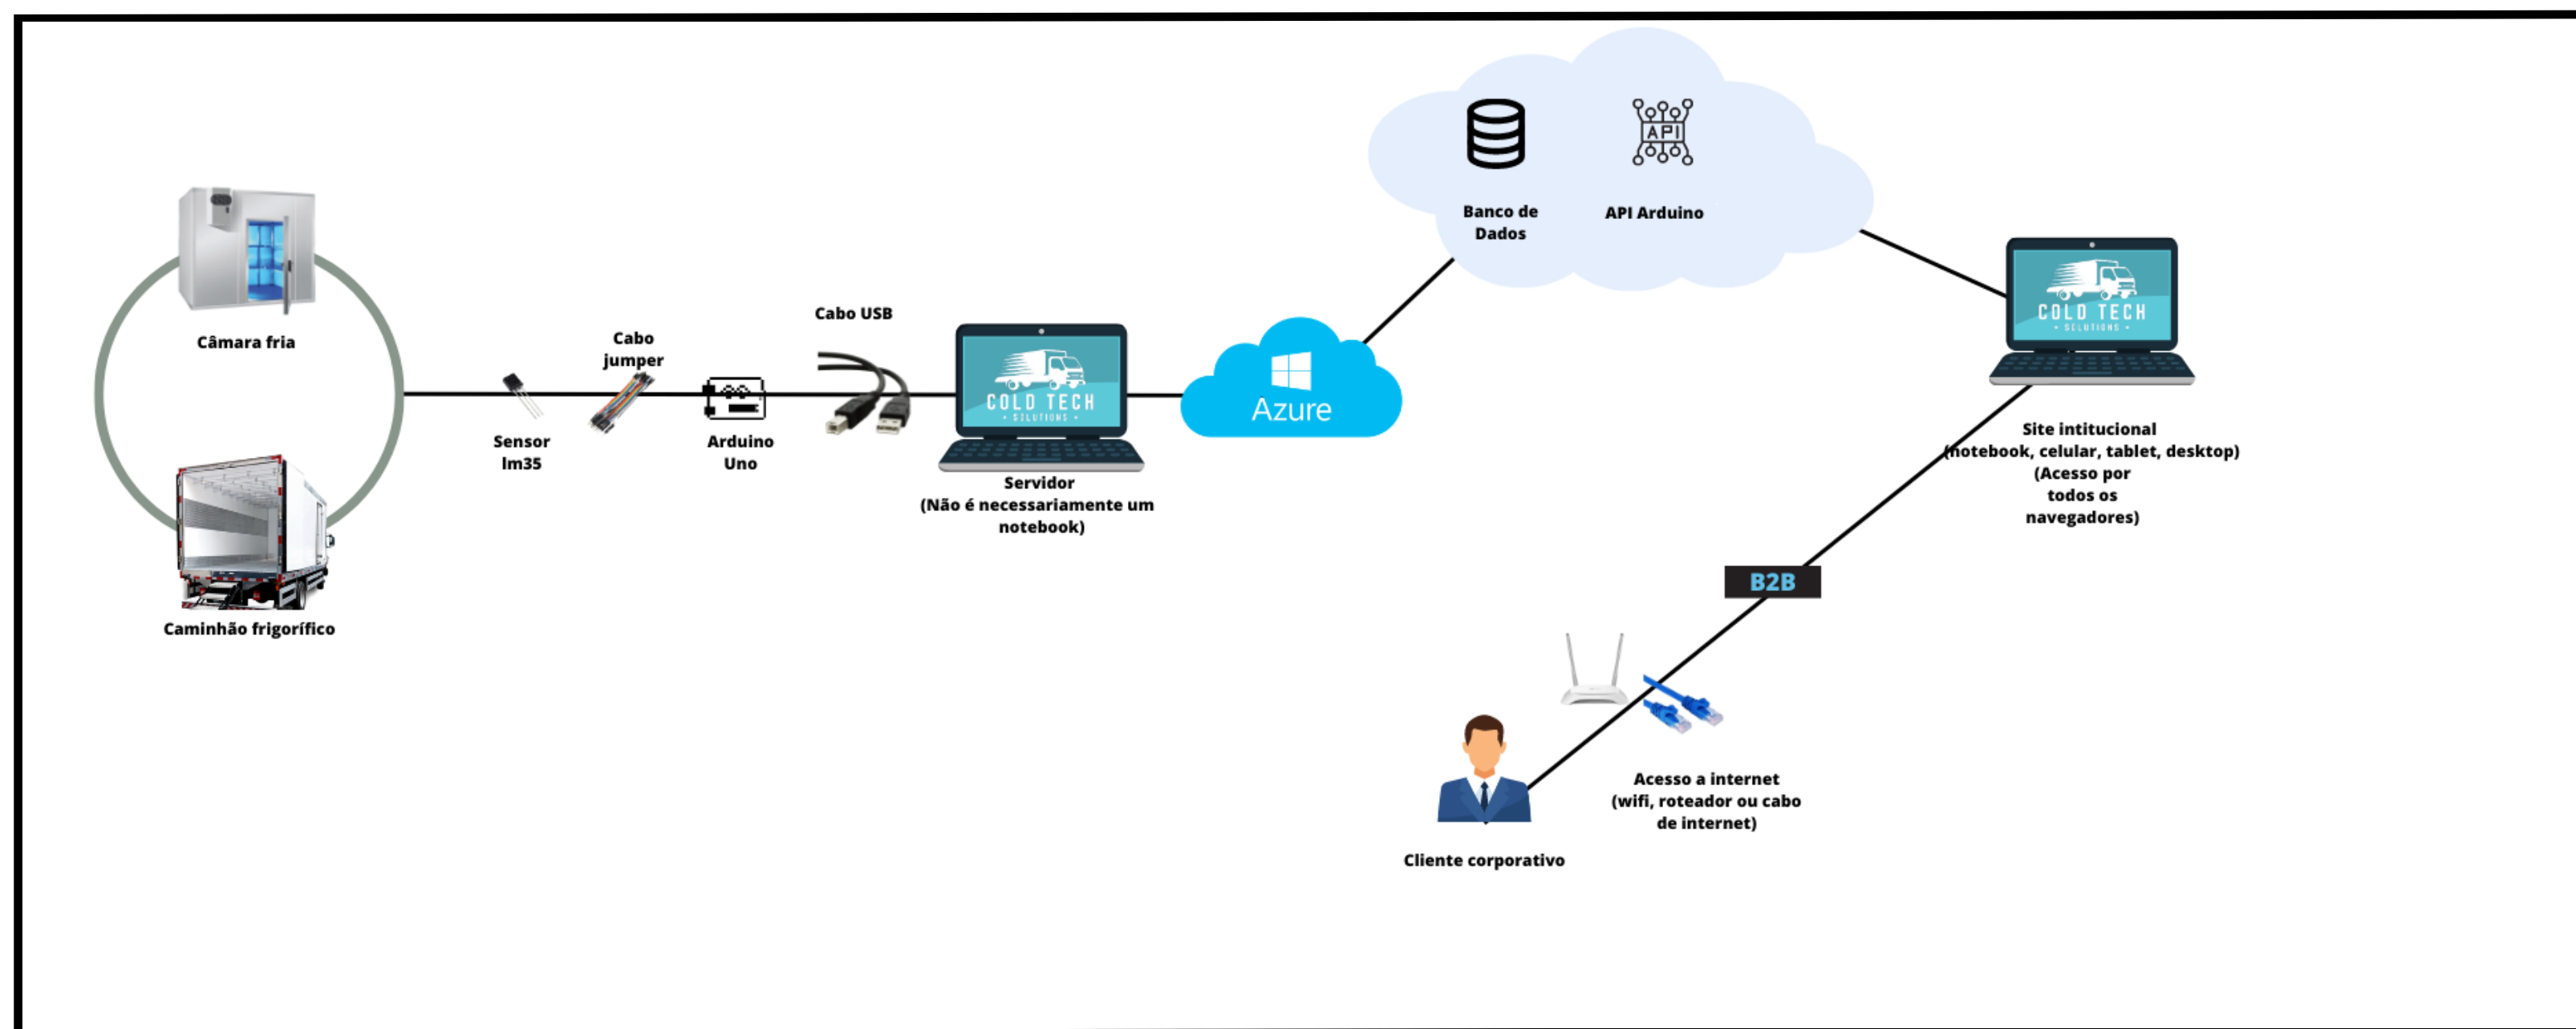 Câmara fria
Caminhão frigorífico
Sensor
lm35
Cabo
jumper
Arduino
Uno
Cabo USB
COLD TECH
• SOLUTIONS •
Servidor
(Não é necessariamente um
notebook)
Azure
Banco de
Dados
API
API Arduino
COLD TECH
• SOLUTIONS •
Site intitucional
(notebook, celular, tablet, desktop)
(Acesso por
todos os
navegadores)
B2B
Acesso a internet
(wifi, roteador ou cabo
de internet)
Cliente corporativo